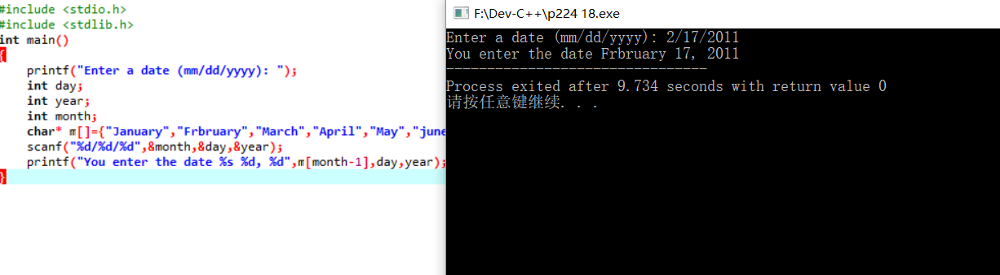 #include <stdio.h>
#include <stdlib.h>
int main()
{
printf("Enter a date (mm/dd/yyyy): ");
int day;
int year;
int month;
char* m[]={"January","Frbruary","March","April","May","june
scanf("%d/%d/%d",&month,&day,&year);
printf("You enter the date %s %d, %d",m[month-1],day,year);
}
F:\Dev-C++\p224 18.exe
Enter a date (mm/dd/yyyy): 2/17/2011
You enter the date Frbruary 17, 2011
--------------------------------
Process exited after 9.734 seconds with return value 0
请按任意键继续. . .